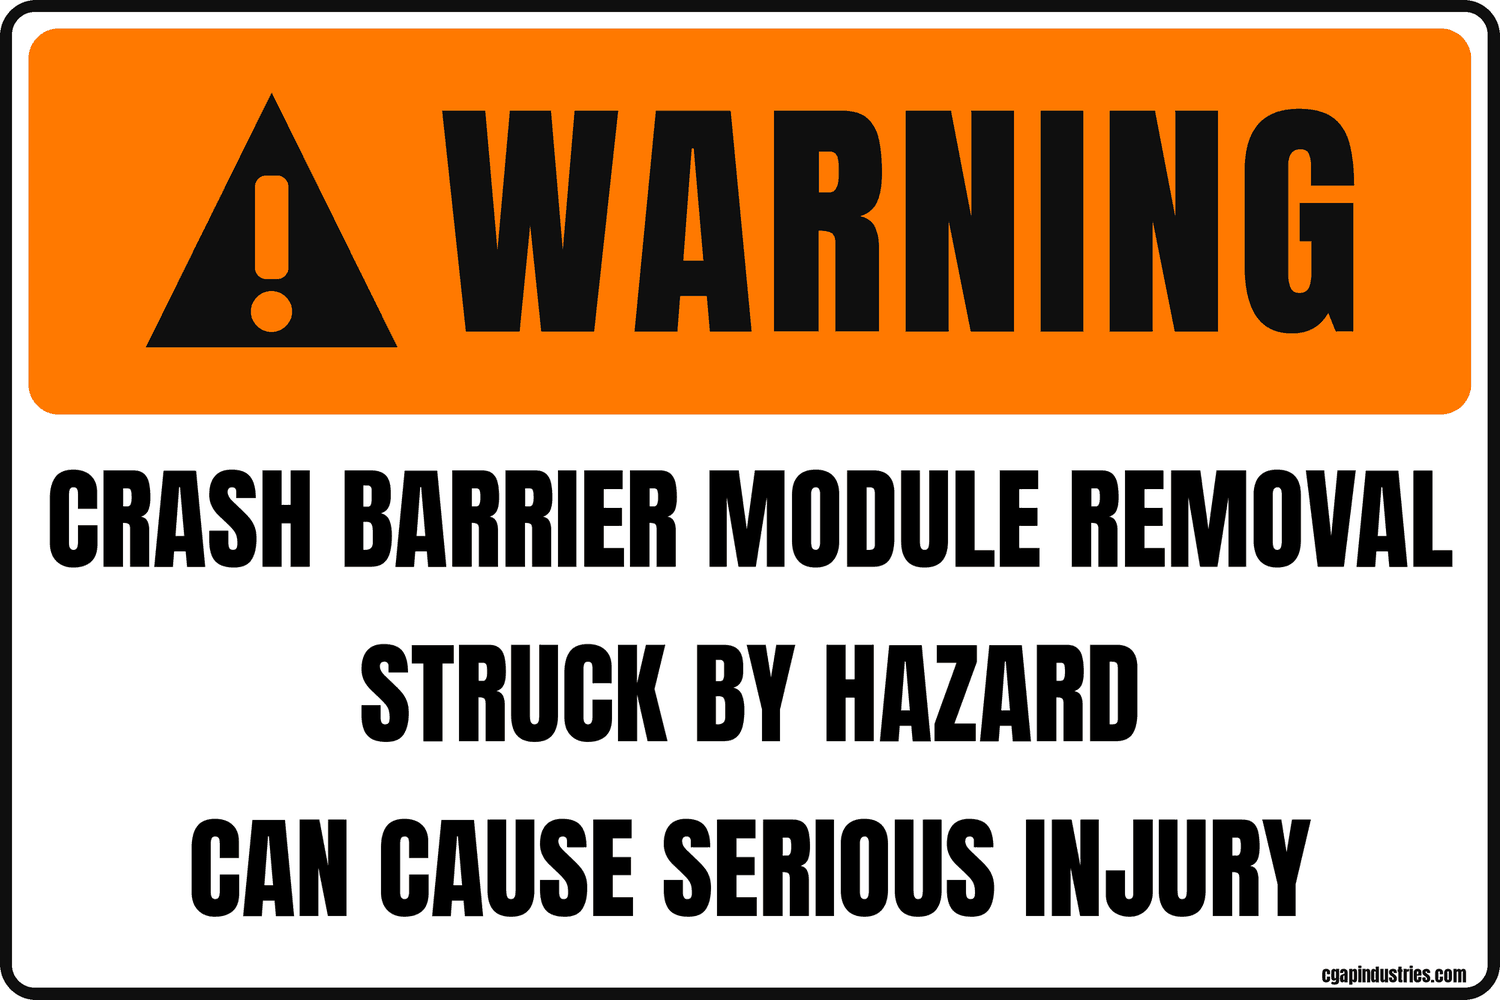 WARNING
CRASH BARRIER MODULE REMOVAL
STRUCK BY HAZARD
CAN CAUSE SERIOUS INJURY
cgapindustries.com